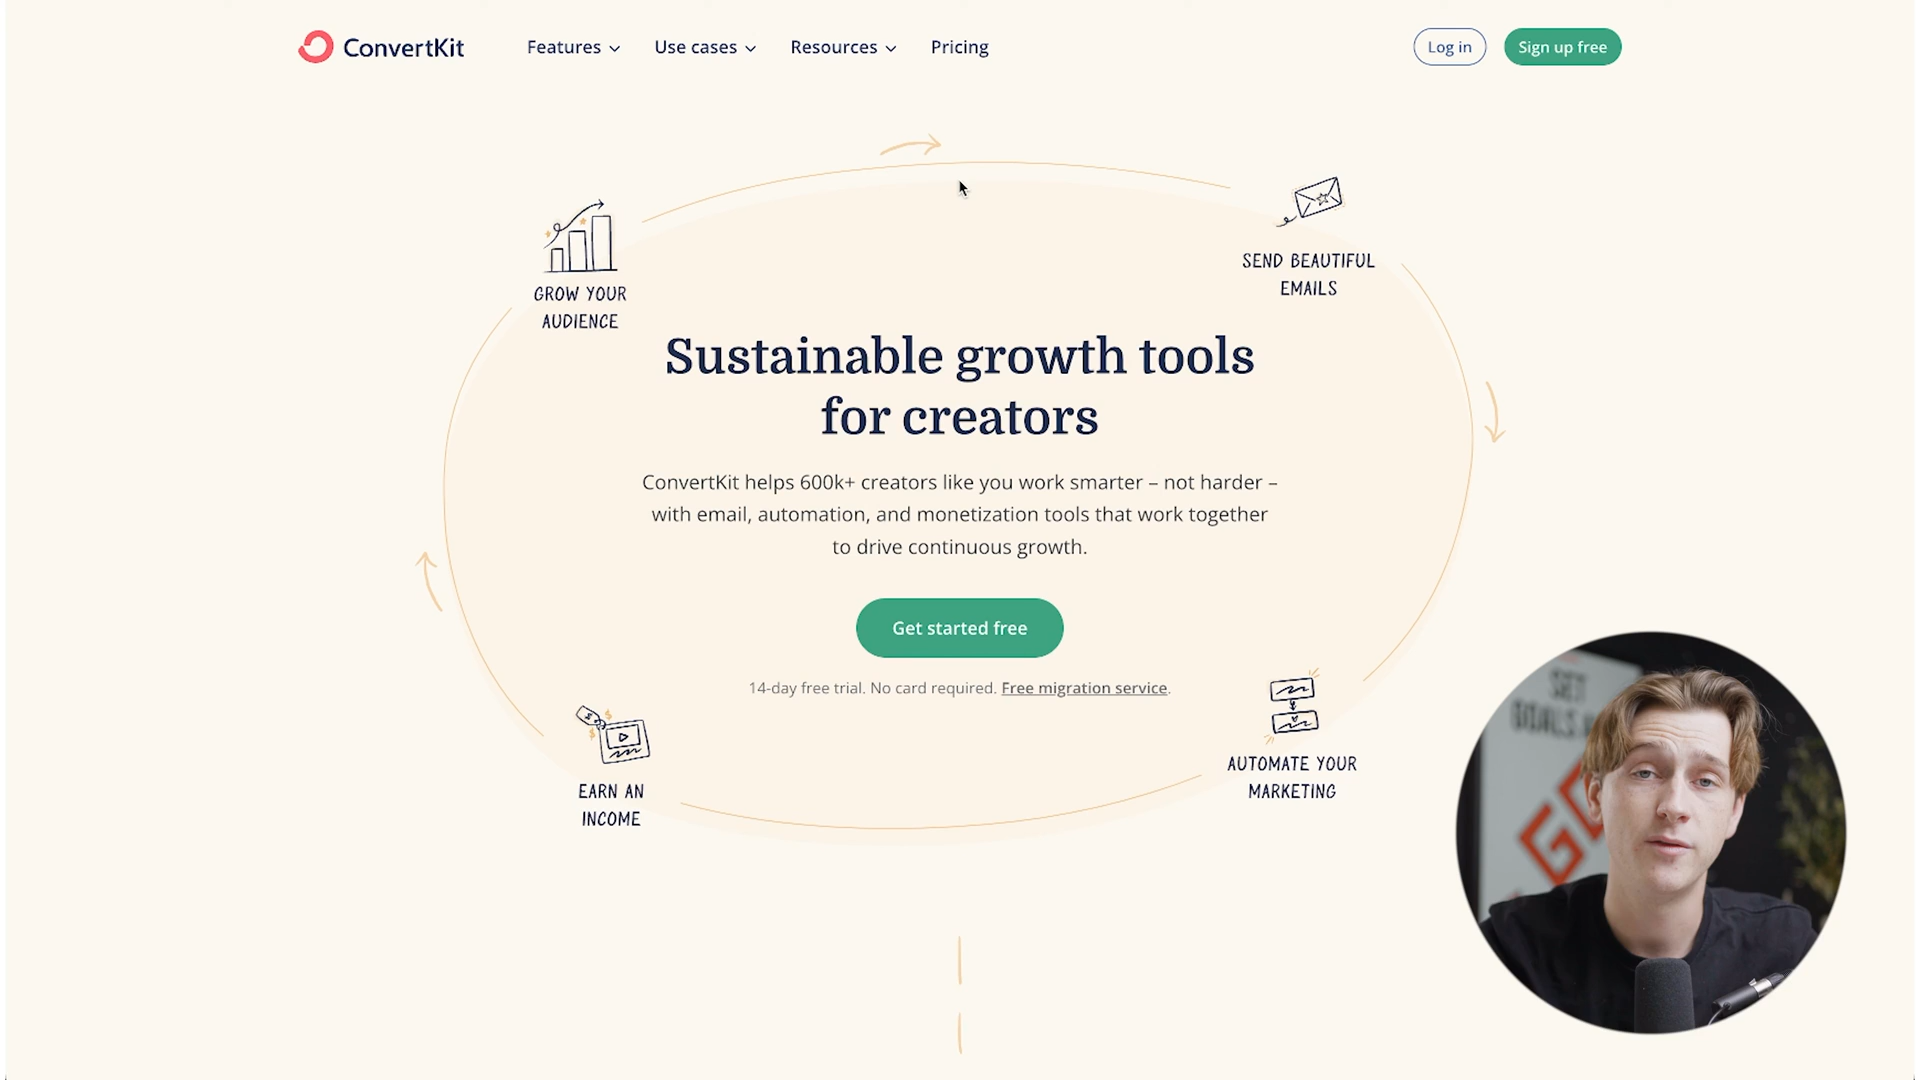 ConvertKit
Features
Use cases
Resources
Pricing
Log in
Sign up free
GROW YOUR
AUDIENCE
SEND BEAUTIFUL
EMAILS
Sustainable growth tools
for creators
ConvertKit helps 600k+ creators like you work smarter – not harder –
with email, automation, and monetization tools that work together
to drive continuous growth.
Get started free
14-day free trial. No card required. Free migration service.
EARN AN
INCOME
AUTOMATE YOUR
MARKETING
SET
GOALS
GO